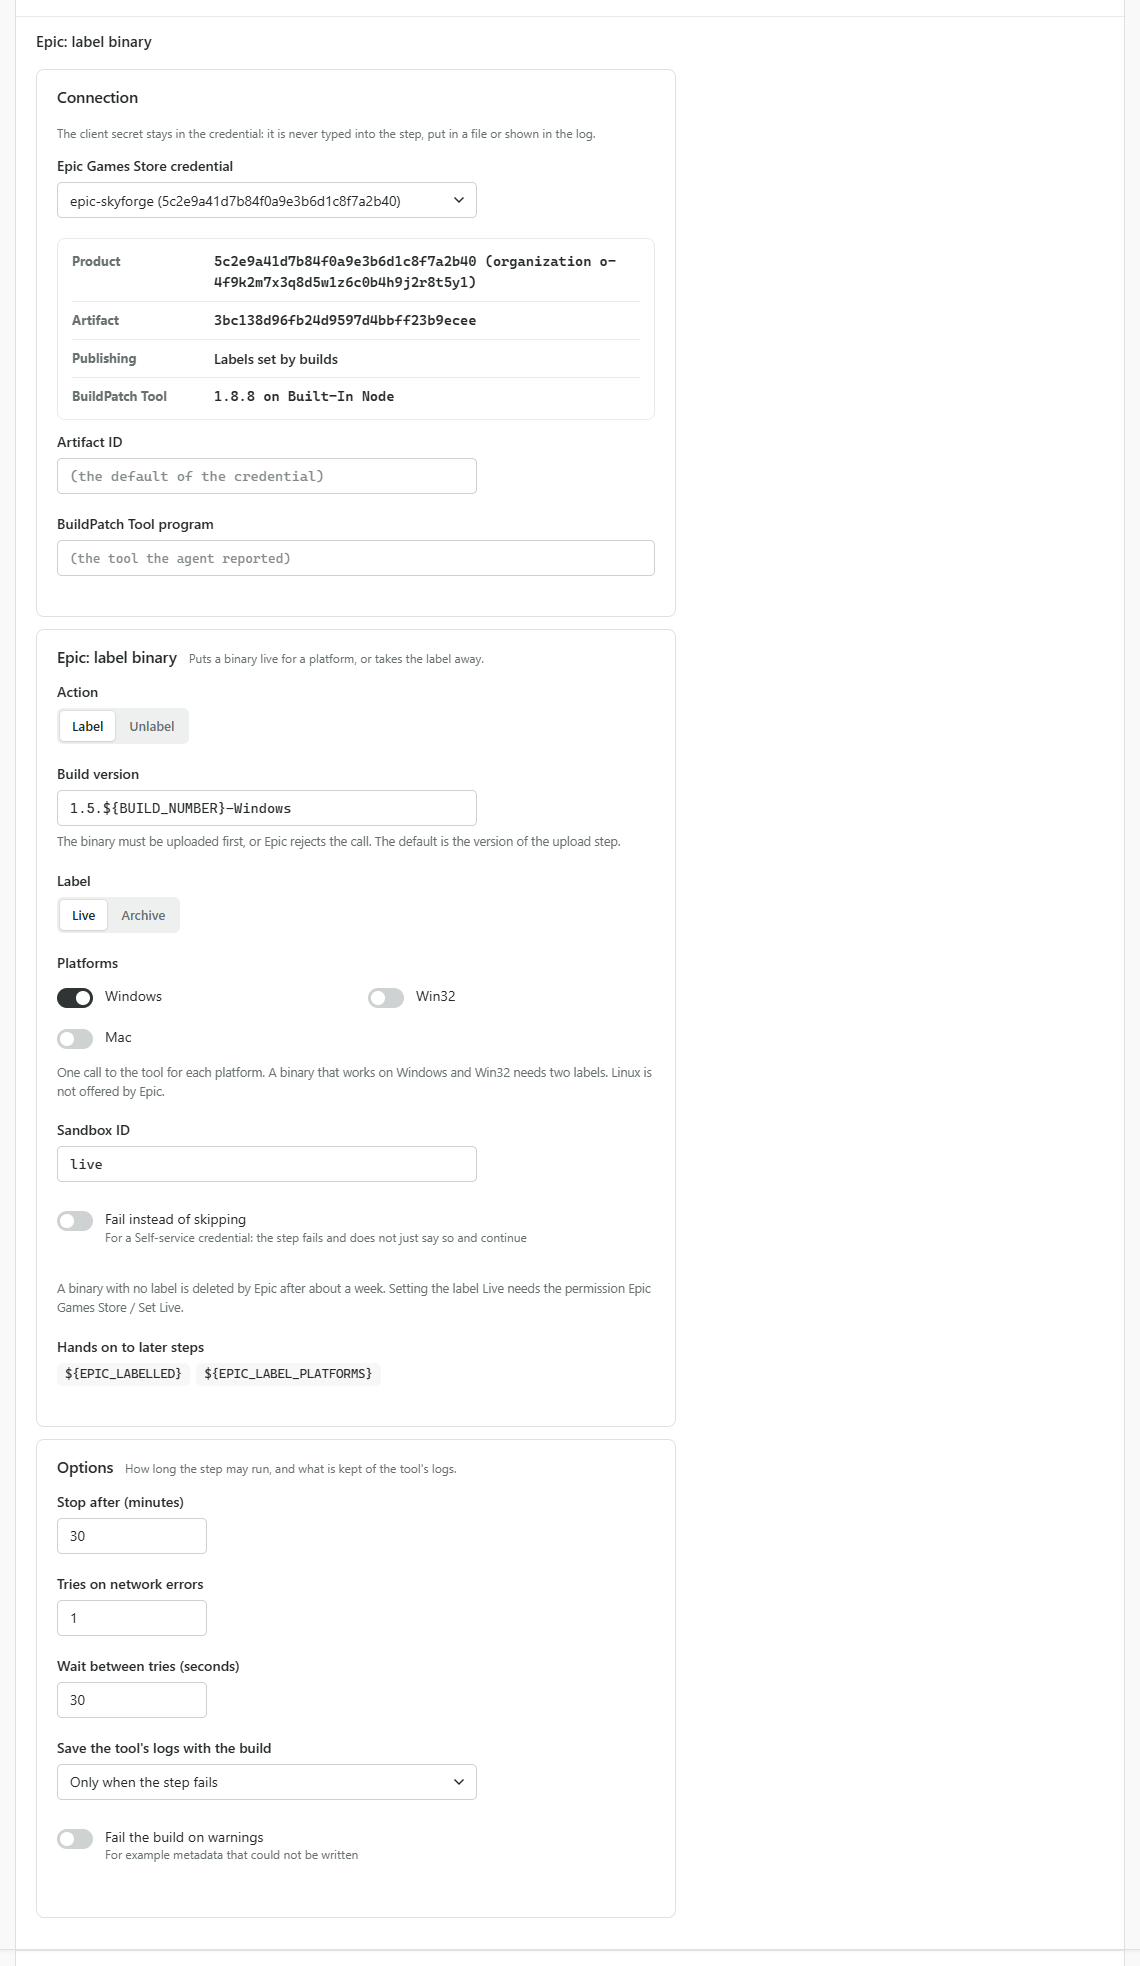 Epic: label binary
Connection
The client secret stays in the credential: it is never typed into the step, put in a file or shown in the log.
Epic Games Store credential
epic-skyforge (5c2e9a41d7b84f0a9e3b6d1c8f7a2b40)
Product
5c2e9a41d7b84f0a9e3b6d1c8f7a2b40 (organization o-
4f9k2m7x3q8d5w1z6c0b4h9j2r8t5y1)
Artifact
3bc138d96fb24d9597d4bbff23b9ecee
Publishing
Labels set by builds
BuildPatch Tool
1.8.8 on Built-In Node
Artifact ID
(the default of the credential)
BuildPatch Tool program
(the tool the agent reported)
Epic: label binary Puts a binary live for a platform, or takes the label away.
Action
Label Unlabel
Build version
1.5.${BUILD_NUMBER}-Windows
The binary must be uploaded first, or Epic rejects the call. The default is the version of the upload step.
Label
Live Archive
Platforms
Windows Win32
Mac
One call to the tool for each platform. A binary that works on Windows and Win32 needs two labels. Linux is
not offered by Epic.
Sandbox ID
live
Fail instead of skipping
For a Self-service credential: the step fails and does not just say so and continue
A binary with no label is deleted by Epic after about a week. Setting the label Live needs the permission Epic
Games Store / Set Live.
Hands on to later steps
${EPIC_LABELLED} ${EPIC_LABEL_PLATFORMS}
Options How long the step may run, and what is kept of the tool's logs.
Stop after (minutes)
30
Tries on network errors
1
Wait between tries (seconds)
30
Save the tool's logs with the build
Only when the step fails
Fail the build on warnings
For example metadata that could not be written